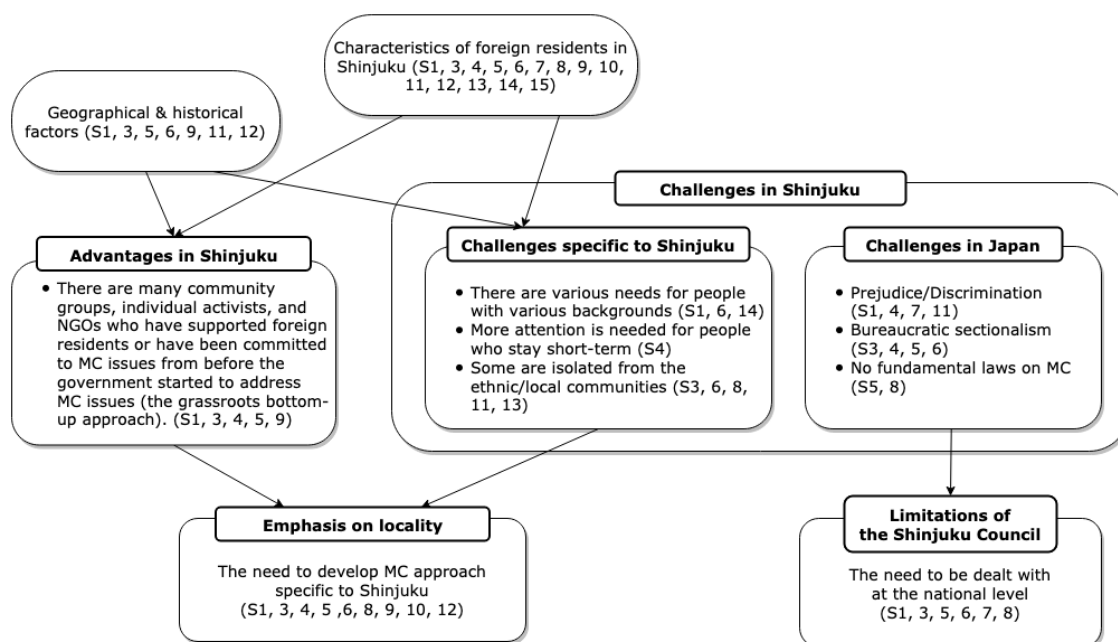 Characteristics of foreign residents in
Shinjuku (S1, 3, 4, 5, 6, 7, 8, 9, 10,
11, 12, 13, 14, 15)
Geographical & historical
factors (S1, 3, 5, 6, 9, 11, 12)
Challenges in Shinjuku
Advantages in Shinjuku
• There are many community
groups, individual activists, and
NGOs who have supported foreign
residents or have been committed
to MC issues from before the
government started to address
MC issues (the grassroots bottom-
up approach). (S1, 3, 4, 5, 9)
Challenges specific to Shinjuku
• There are various needs for people
with various backgrounds (S1, 6, 14)
• More attention is needed for people
who stay short-term (S4)
• Some are isolated from the
ethnic/local communities (S3, 6, 8,
11, 13)
Challenges in Japan
• Prejudice/Discrimination
(S1, 4, 7, 11)
• Bureaucratic sectionalism
(S3, 4, 5, 6)
• No fundamental laws on MC
(S5, 8)
Emphasis on locality
The need to develop MC approach
specific to Shinjuku
(S1, 3, 4, 5 ,6, 8, 9, 10, 12)
Limitations of
the Shinjuku Council
The need to be dealt with
at the national level
(S1, 3, 5, 6, 7, 8)